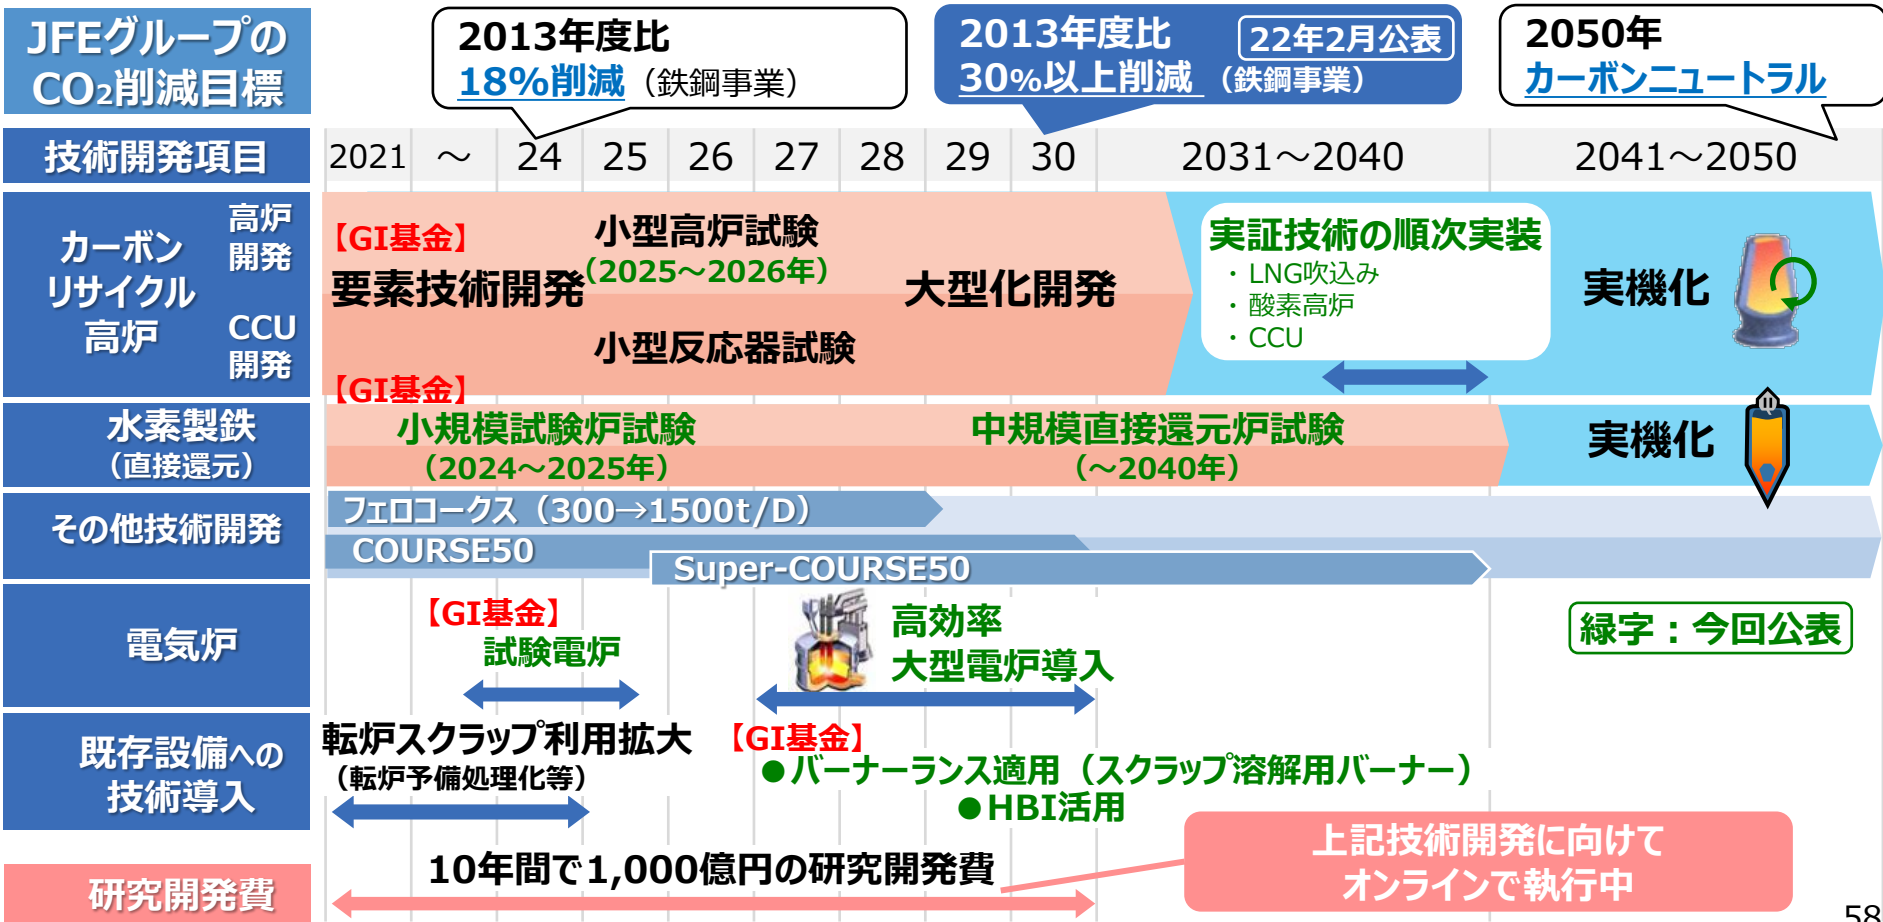 JFEグループの
CO₂削減目標
2013年度比
18%削減（鉄鋼事業）
2013年度比
22年2月公表
30%以上削減（鉄鋼事業）
2050年
カーボンニュートラル
技術開発項目
2021 ～ 24 25 26 27 28 29 30 2031～2040 2041～2050
カーボン
リサイクル
高炉
高炉
開発
CCU
開発
【GI基金】
要素技術開発
小型高炉試験
（2025～2026年）
大型化開発
小型反応器試験
【GI基金】
実証技術の順次実装
・LNG吹込み
・酸素高炉
・CCU
実機化
水素製鉄
（直接還元）
小規模試験炉試験
（2024～2025年）
中規模直接還元炉試験
（～2040年）
実機化
その他技術開発
フェロコークス（300→1500t/D）
COURSE50
Super-COURSE50
電気炉
【GI基金】
試験電炉
高効率
大型電炉導入
緑字：今回公表
既存設備への
技術導入
転炉スクラップ利用拡大
（転炉予備処理化等）
【GI基金】
●バーナーランス適用（スクラップ溶解用バーナー）
●HBI活用
研究開発費
10年間で1,000億円の研究開発費
上記技術開発に向けて
オンラインで執行中
58